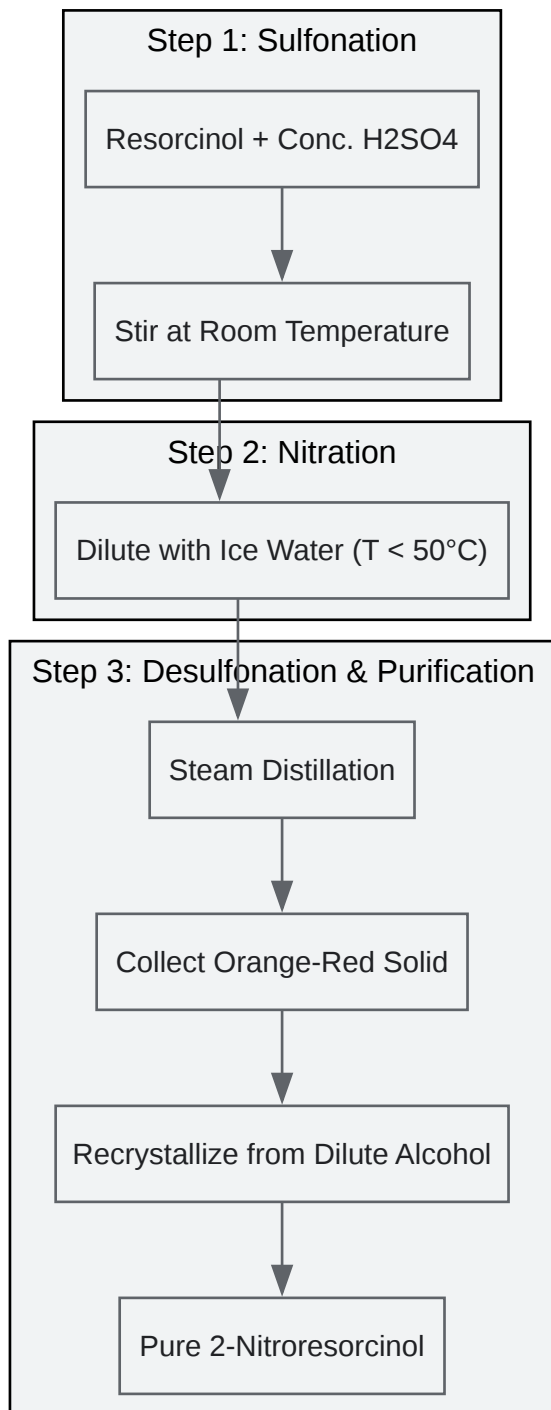 Step 1: Sulfonation
Resorcinol + Conc. H2SO4
Stir at Room Temperature
Step 2: Nitration
Dilute with Ice Water (T < 50°C)
Step 3: Desulfonation & Purification
Steam Distillation
Collect Orange-Red Solid
Recrystallize from Dilute Alcohol
Pure 2-Nitroresorcinol